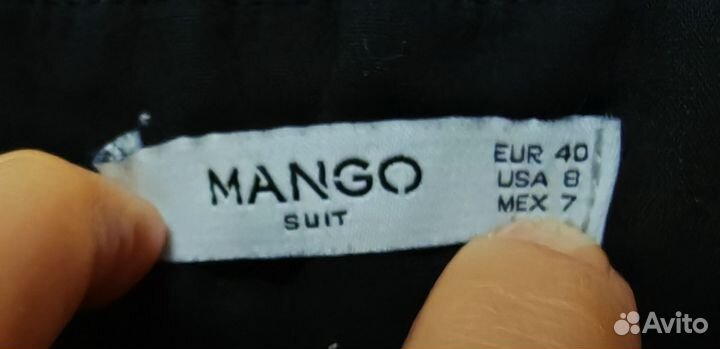 MANGO
SUIT
EUR 40
USA 8
MEX 7
Avito